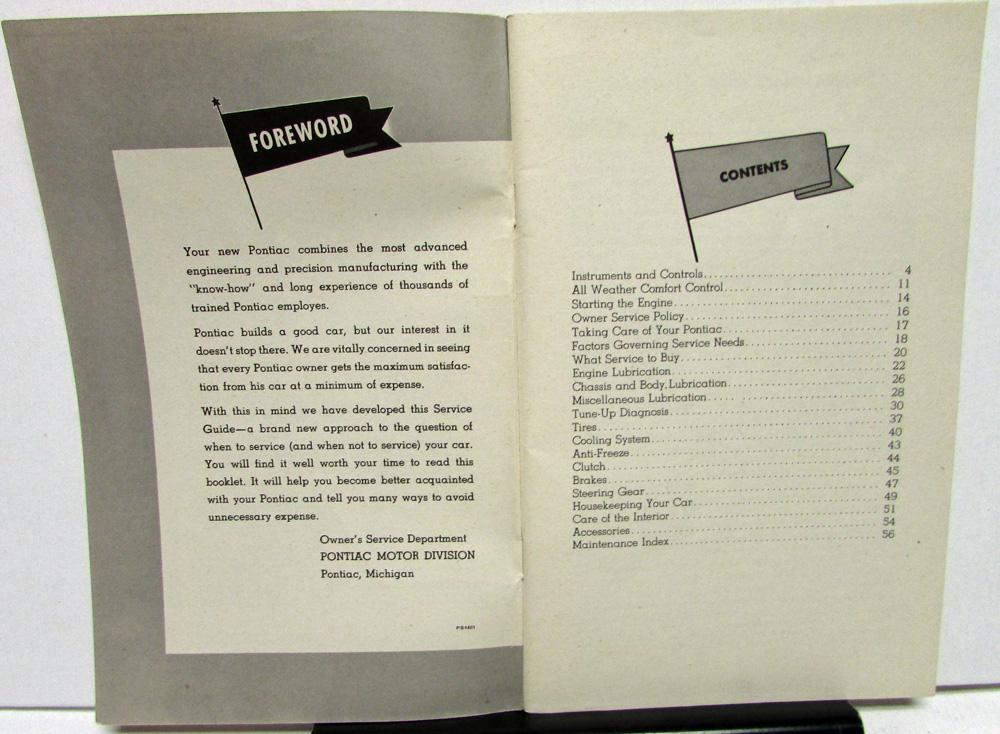 FOREWORD
Your new Pontiac combines the most advanced
engineering and precision manufacturing with the
"know-how" and long experience of thousands of
trained Pontiac employes.
Pontiac builds a good car, but our interest in it
doesn't stop there. We are vitally concerned in seeing
that every Pontiac owner gets the maximum satisfac-
tion from his car at a minimum of expense.
With this in mind we have developed this Service
Guide—a brand new approach to the question of
when to service (and when not to service) your car.
You will find it well worth your time to read this
booklet. It will help you become better acquainted
with your Pontiac and tell you many ways to avoid
unnecessary expense.
Owner's Service Department
PONTIAC MOTOR DIVISION
Pontiac, Michigan
CONTENTS
Instruments and Controls 4
All Weather Comfort Control 11
Starting the Engine 14
Owner Service Policy 16
Taking Care of Your Pontiac 17
Factors Governing Service Needs 18
What Service to Buy 20
Engine Lubrication 22
Chassis and Body Lubrication 26
Miscellaneous Lubrication 28
Tune-Up Diagnosis 30
Tires 37
Cooling System 40
Anti-Freeze 43
Clutch 44
Brakes 45
Steering Gear 47
Housekeeping Your Car 49
Care of the Interior 51
Accessories 54
Maintenance Index 56